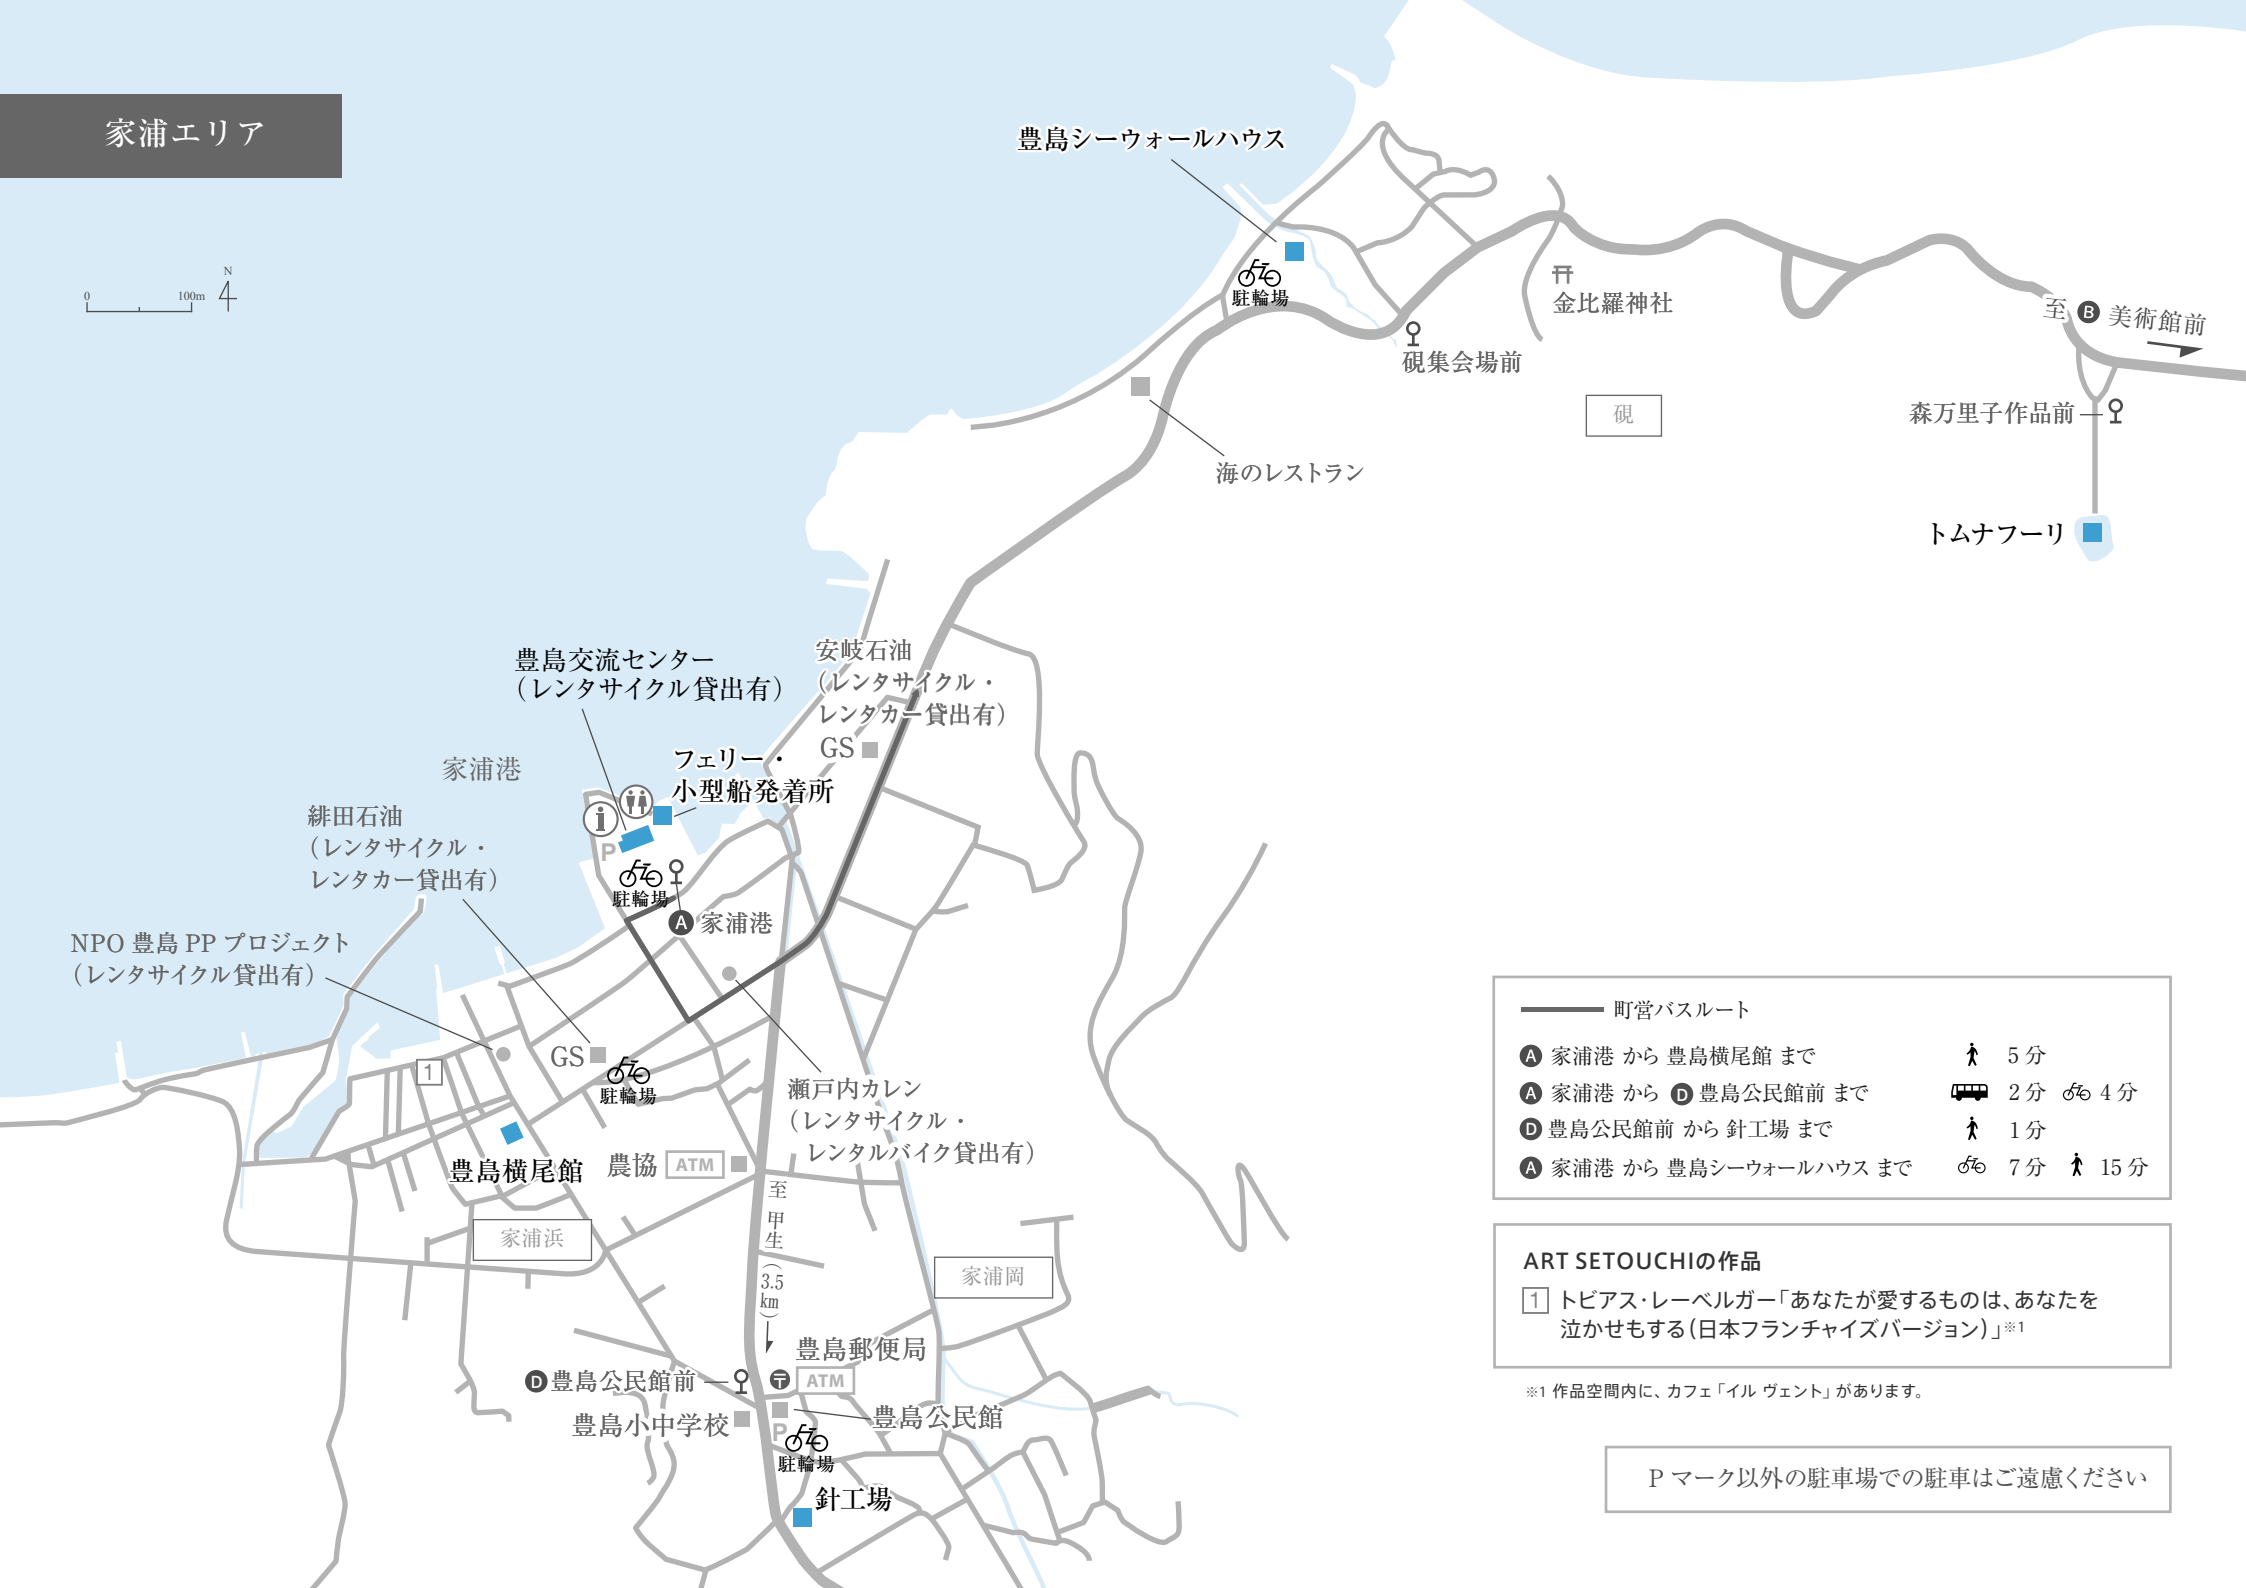 家浦エリア
0 100m
N
豊島シーウォールハウス
駐輪場
金比羅神社
硯集会場前
至 B 美術館前
硯
森万里子作品前
海のレストラン
トムナフーリ
豊島交流センター
（レンタサイクル貸出有）
安岐石油
（レンタサイクル・
レンタカー貸出有）
GS
家浦港
フェリー・
小型船発着所
i
P
駐輪場
A 家浦港
緋田石油
（レンタサイクル・
レンタカー貸出有）
NPO 豊島 PP プロジェクト
（レンタサイクル貸出有）
1
GS
駐輪場
瀬戸内カレン
（レンタサイクル・
レンタルバイク貸出有）
豊島横尾館
農協 ATM
至 甲生（3.5km）
家浦浜
家浦岡
豊島郵便局
〒 ATM
D 豊島公民館前
豊島小中学校
豊島公民館
P
駐輪場
針工場
町営バスルート
A 家浦港 から 豊島横尾館 まで 5 分
A 家浦港 から D 豊島公民館前 まで 2 分 4 分
D 豊島公民館前 から 針工場 まで 1 分
A 家浦港 から 豊島シーウォールハウス まで 7 分 15 分
ART SETOUCHIの作品
1 トビアス・レーベルガー「あなたが愛するものは、あなたを
泣かせもする（日本フランチャイズバージョン）」※1
※1 作品空間内に、カフェ「イル ヴェント」があります。
P マーク以外の駐車場での駐車はご遠慮ください